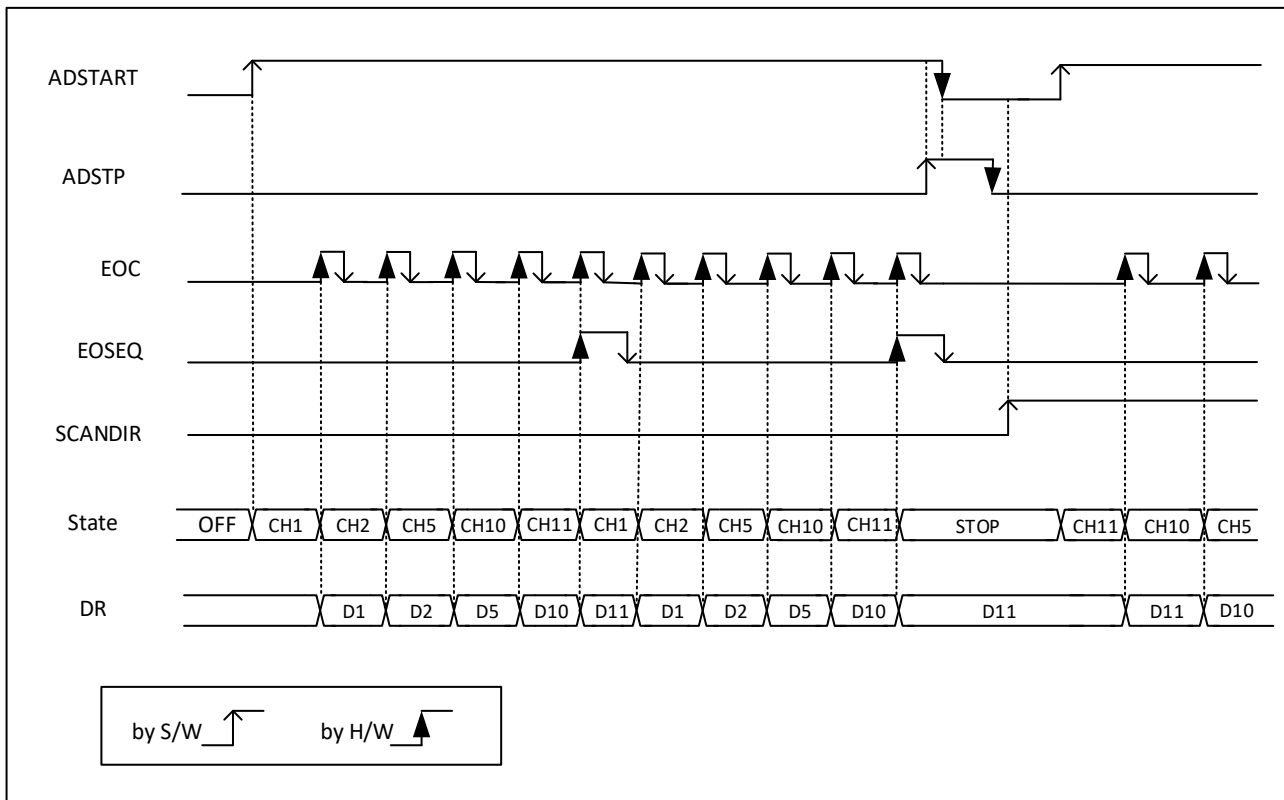 ADSTART
ADSTP
EOC
EOSEQ
SCANDIR
State OFF CH1 CH2 CH5 CH10 CH11 CH1 CH2 CH5 CH10 CH11 STOP CH11 CH10 CH5
DR D1 D2 D5 D10 D11 D1 D2 D5 D10 D11 D11 D10
by S/W by H/W